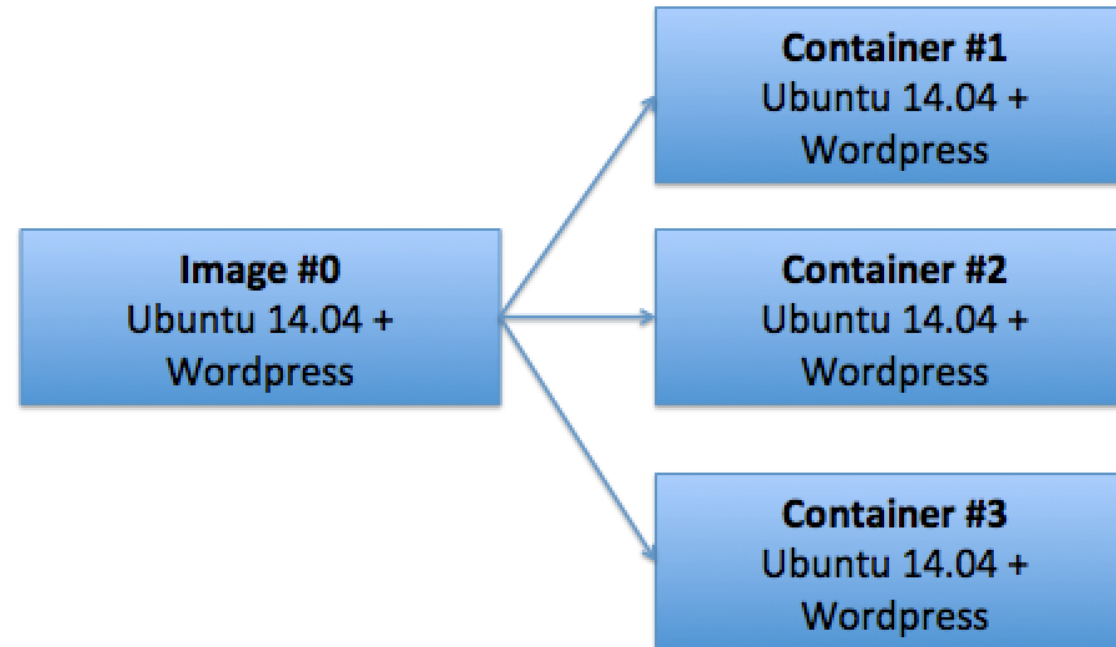 Image #0
Ubuntu 14.04 +
Wordpress
Container #1
Ubuntu 14.04 +
Wordpress
Container #2
Ubuntu 14.04 +
Wordpress
Container #3
Ubuntu 14.04 +
Wordpress